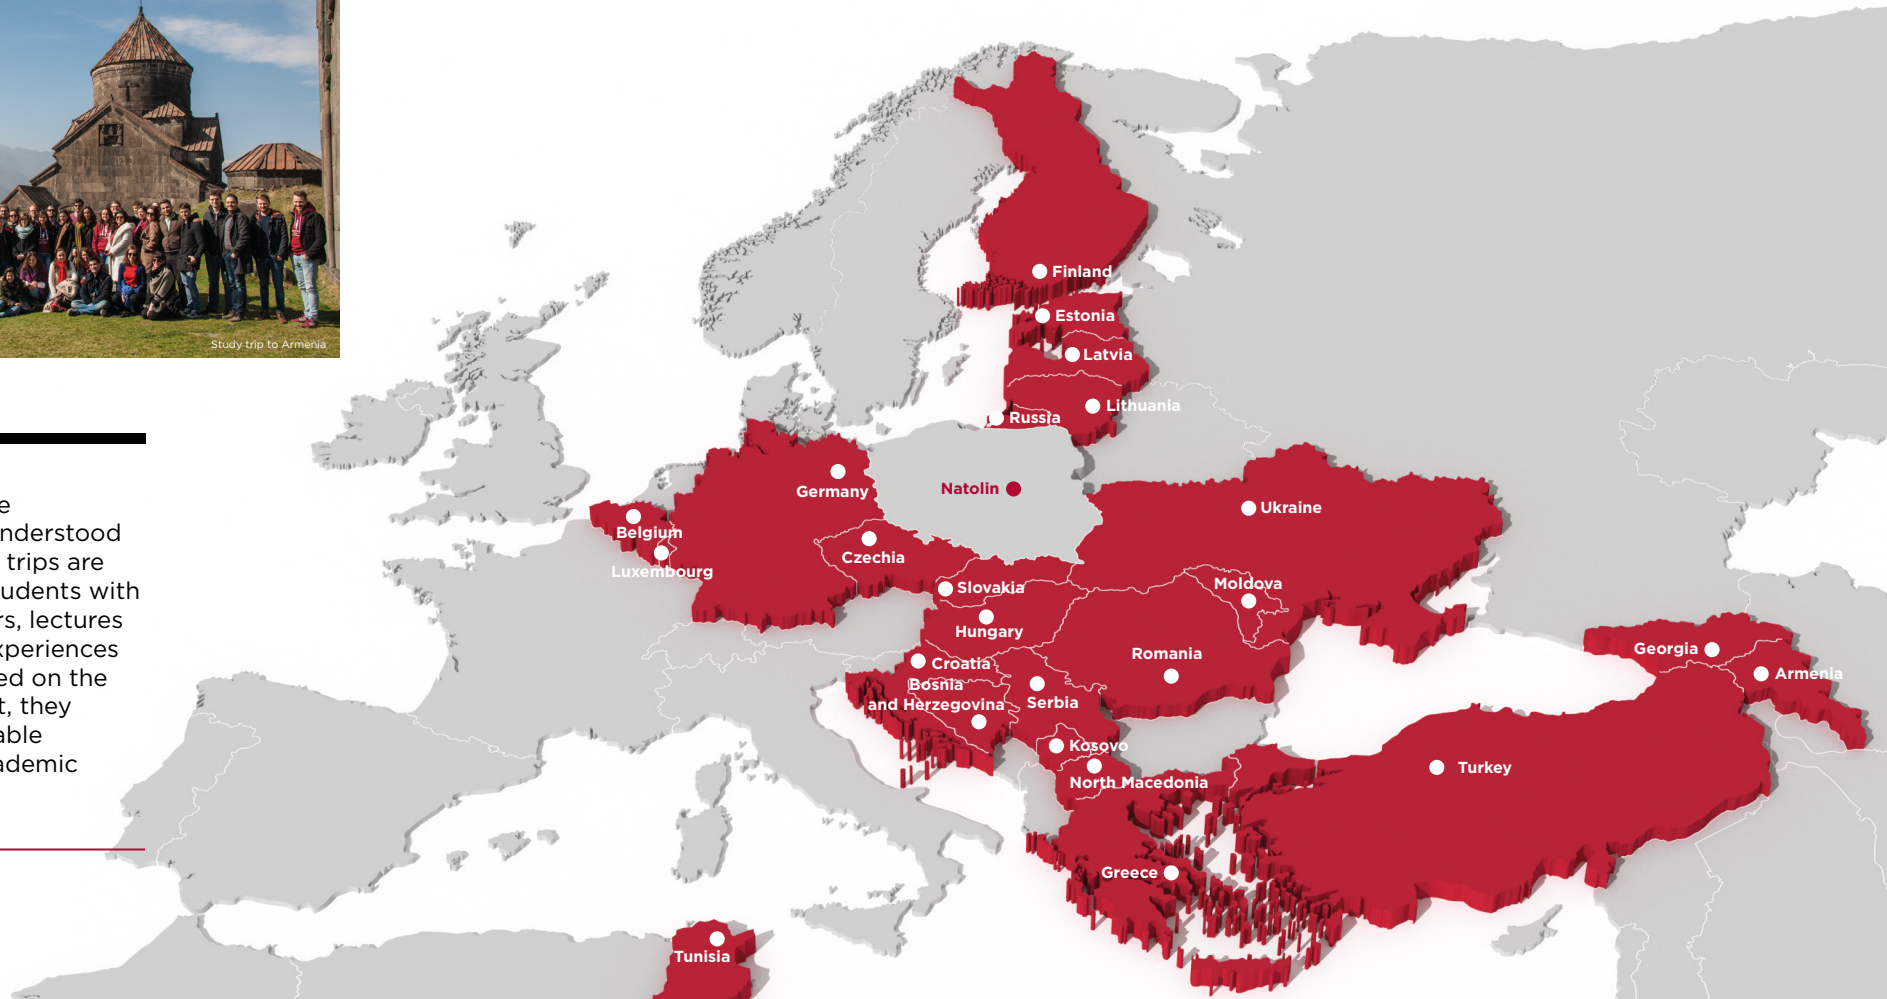 Study trip to Armenia
e
nderstood
trips are
udents with
rs, lectures
xperiences
ed on the
t, they
able
ademic
Finland
Estonia
Latvia
Lithuania
Russia
Germany
Natolin
Ukraine
Belgium
Luxembourg
Czechia
Slovakia
Moldova
Hungary
Croatia
Romania
Georgia
Armenia
Bosnia
and Herzegovina
Serbia
Kosovo
North Macedonia
Turkey
Greece
Tunisia